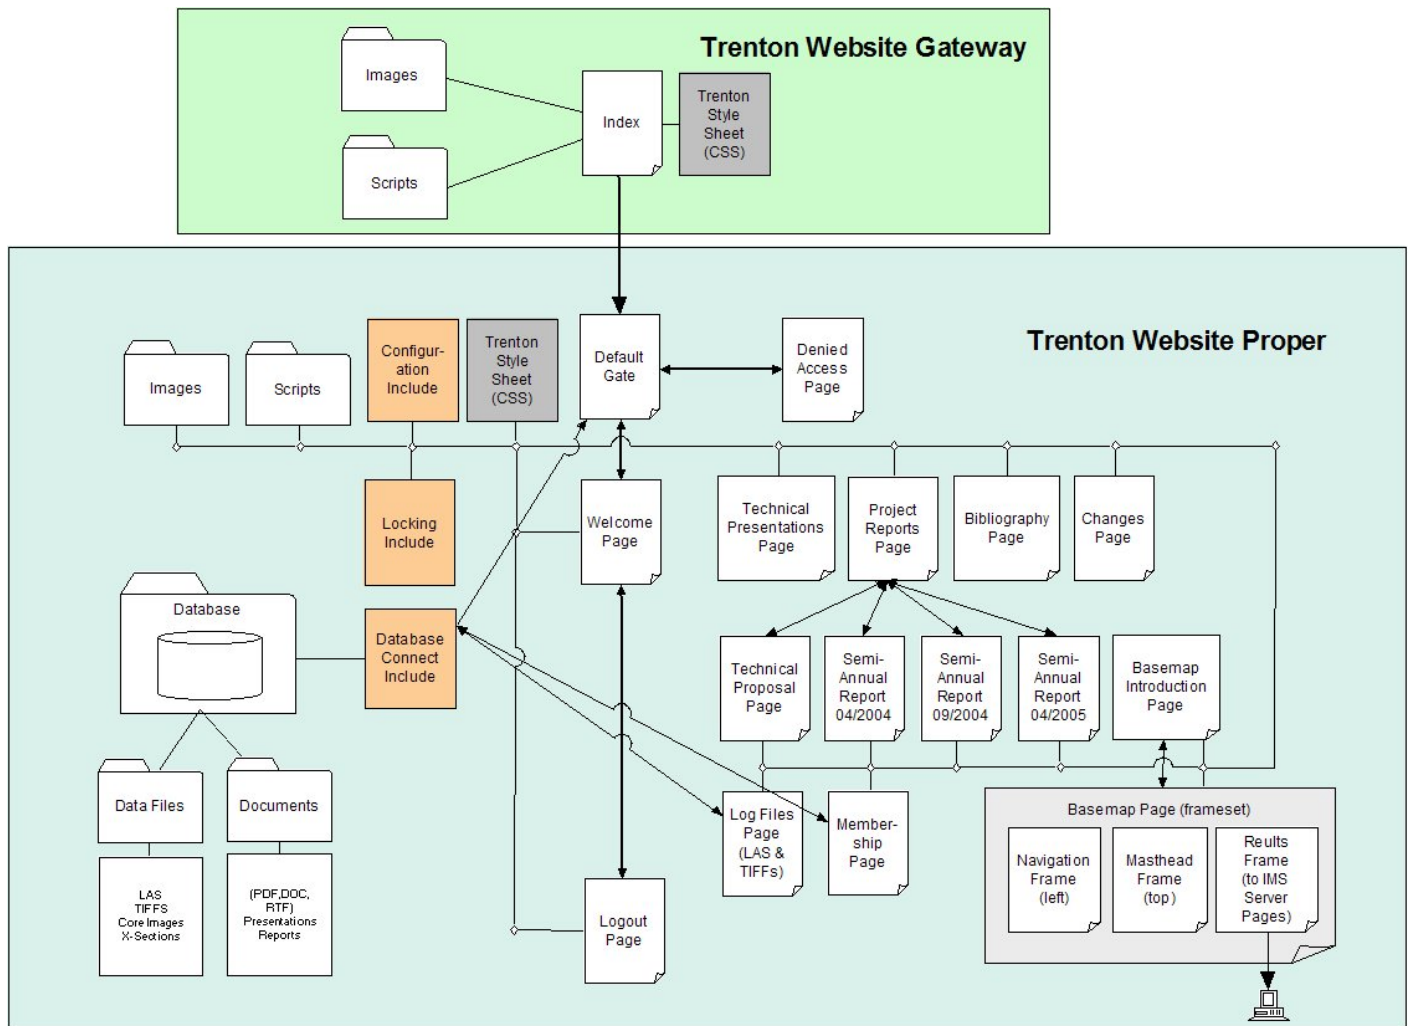 Trenton Website Gateway
Images
Scripts
Index
Trenton
Style
Sheet
(CSS)
Trenton Website Proper
Images
Scripts
Configur-
ation
Include
Trenton
Style
Sheet
(CSS)
Default
Gate
Denied
Access
Page
Locking
Include
Welcome
Page
Technical
Presentations
Page
Project
Reports
Page
Bibliography
Page
Changes
Page
Database
Database
Connect
Include
Technical
Proposal
Page
Semi-
Annual
Report
04/2004
Semi-
Annual
Report
09/2004
Semi-
Annual
Report
04/2005
Basemap
Introduction
Page
Data Files
Documents
LAS
TIFFS
Core Images
X-Sections
(PDF,DOC,
RTF)
Presentations
Reports
Logout
Page
Log Files
Page
(LAS &
TIFFs)
Member-
ship
Page
Basemap Page (frameset)
Navigation
Frame
(left)
Masthead
Frame
(top)
Reults
Frame
(to IMS
Server
Pages)